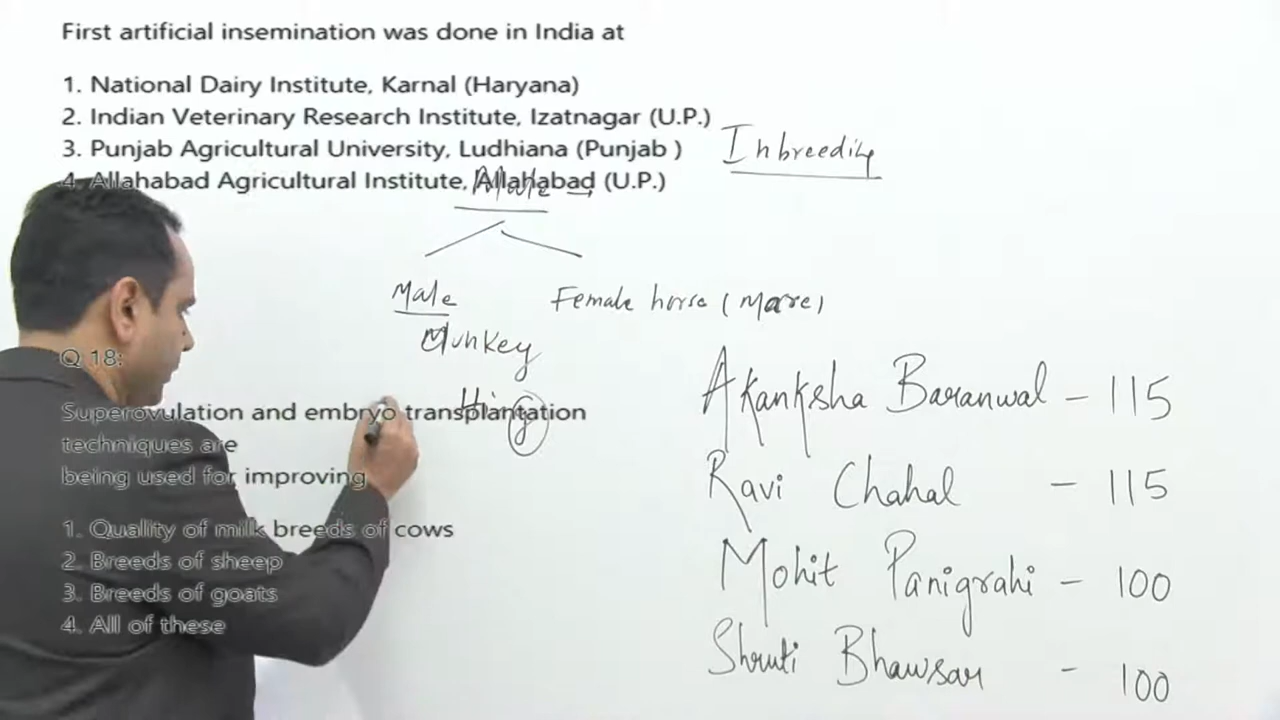 First artificial insemination was done in India at
1. National Dairy Institute, Karnal (Haryana)
2. Indian Veterinary Research Institute, Izatnagar (U.P.)
3. Punjab Agricultural University, Ludhiana (Punjab )
4. Allahabad Agricultural Institute, Allahabad (U.P.)
Inbreeding
Male
Female horse (Mare)
Q 18:
Superovulation and embryo transplantation
techniques are
being used for improving
1. Quality of milk breeds of cows
2. Breeds of sheep
3. Breeds of goats
4. All of these
Akanksha Baranwal - 115
Ravi Chahal - 115
Mohit Panigrahi - 100
Shruti Bhawsar - 100